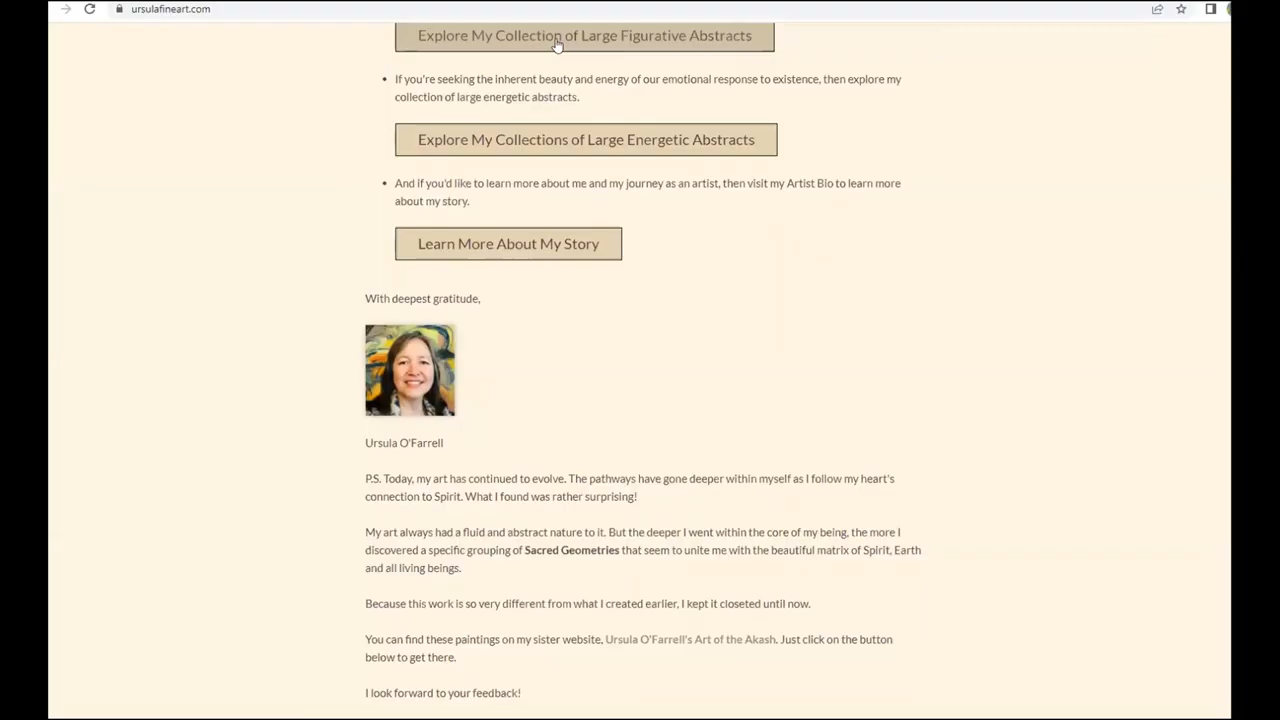 ursulafineart.com
Explore My Collection of Large Figurative Abstracts
• If you're seeking the inherent beauty and energy of our emotional response to existence, then explore my
collection of large energetic abstracts.
Explore My Collections of Large Energetic Abstracts
• And if you'd like to learn more about me and my journey as an artist, then visit my Artist Bio to learn more
about my story.
Learn More About My Story
With deepest gratitude,
Ursula O'Farrell
P.S. Today, my art has continued to evolve. The pathways have gone deeper within myself as I follow my heart's
connection to Spirit. What I found was rather surprising!
My art always had a fluid and abstract nature to it. But the deeper I went within the core of my being, the more I
discovered a specific grouping of Sacred Geometries that seem to unite me with the beautiful matrix of Spirit, Earth
and all living beings.
Because this work is so very different from what I created earlier, I kept it closeted until now.
You can find these paintings on my sister website, Ursula O'Farrell's Art of the Akash. Just click on the button
below to get there.
I look forward to your feedback!